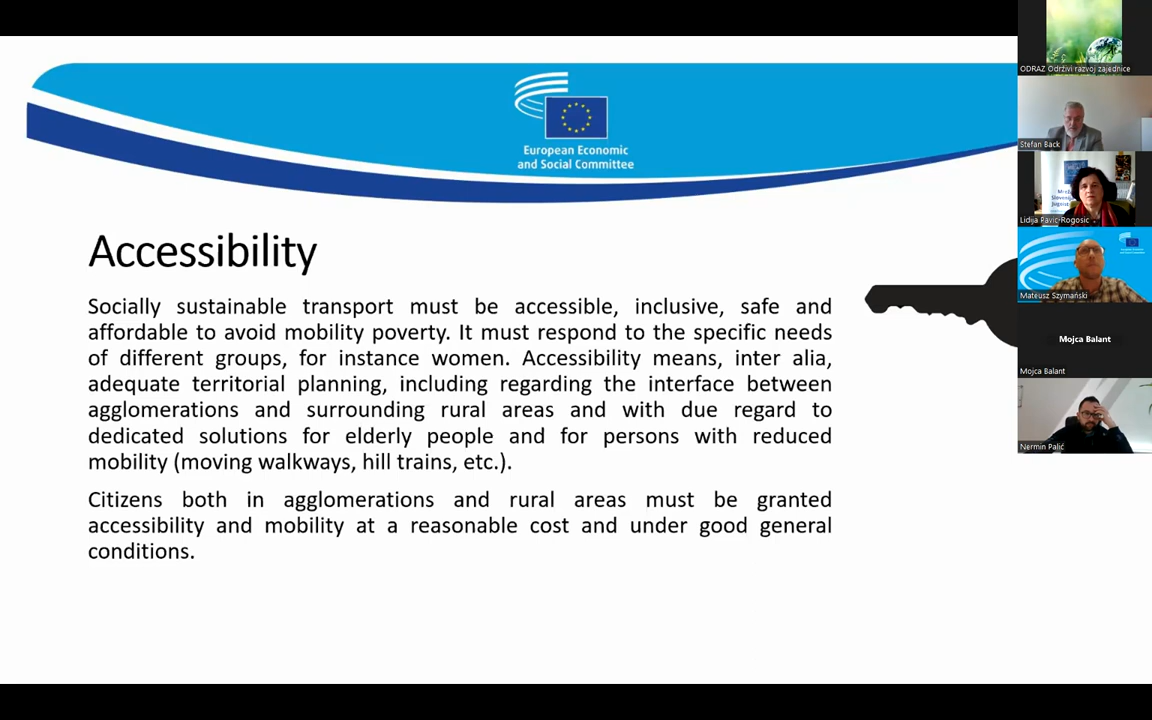 European Economic
and Social Committee
Accessibility
Socially sustainable transport must be accessible, inclusive, safe and
affordable to avoid mobility poverty. It must respond to the specific needs
of different groups, for instance women. Accessibility means, inter alia,
adequate territorial planning, including regarding the interface between
agglomerations and surrounding rural areas and with due regard to
dedicated solutions for elderly people and for persons with reduced
mobility (moving walkways, hill trains, etc.).
Citizens both in agglomerations and rural areas must be granted
accessibility and mobility at a reasonable cost and under good general
conditions.
ODRAZ Održivi razvoj zajednice
Stefan Back
Lidija Pavic-Rogosic
Mateusz Szymański
Mojca Balant
Mojca Balant
Nermin Palić